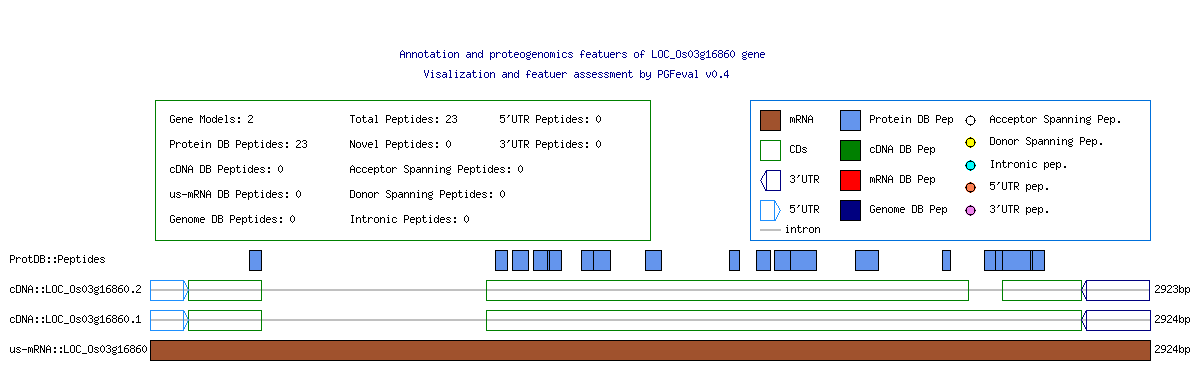 Annotation and proteogenomics featuers of LOC_Os03g16860 gene
Visalization and featuer assessment by PGFeval v0.4
Gene Models: 2 Total Peptides: 23 5'UTR Peptides: 0
Protein DB Peptides: 23 Novel Peptides: 0 3'UTR Peptides: 0
cDNA DB Peptides: 0 Acceptor Spanning Peptides: 0
us-mRNA DB Peptides: 0 Donor Spanning Peptides: 0
Genome DB Peptides: 0 Intronic Peptides: 0
mRNA Protein DB Pep Acceptor Spanning Pep.
CDs cDNA DB Pep Donor Spanning Pep.
3'UTR mRNA DB Pep Intronic pep.
5'UTR Genome DB Pep 5'UTR pep.
intron 3'UTR pep.
ProtDB::Peptides
cDNA::LOC_Os03g16860.2 2923bp
cDNA::LOC_Os03g16860.1 2924bp
us-mRNA::LOC_Os03g16860 2924bp